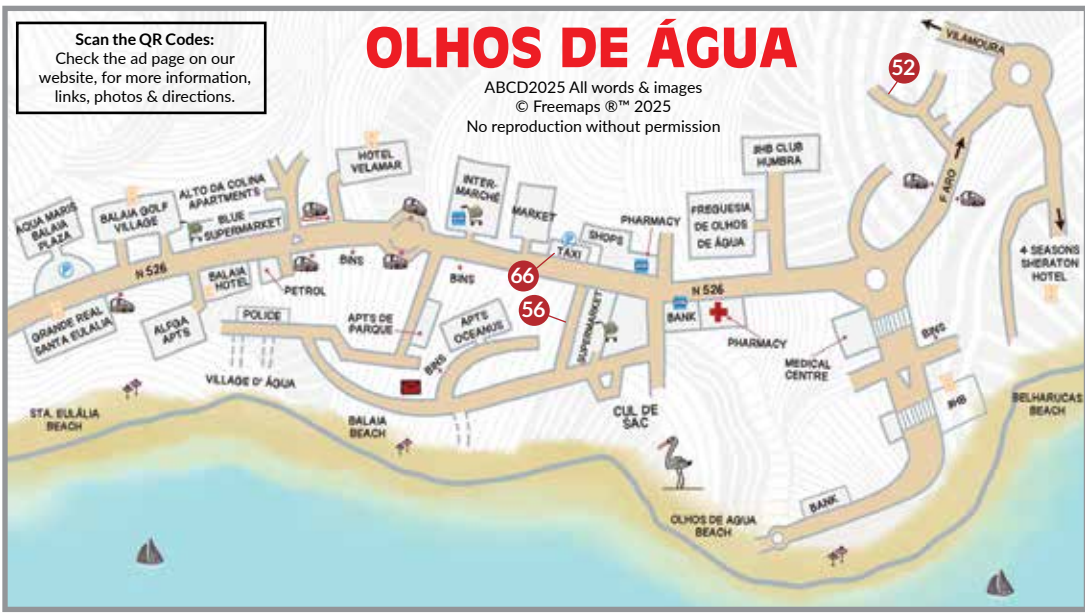 Scan the QR Codes:
Check the ad page on our
website, for more information,
links, photos & directions.
OLHOS DE ÁGUA
ABCD2025 All words & images
© Freemaps ®™ 2025
No reproduction without permission
VILAMOURA
52
FARO
HOTEL
VELAMAR
JHB CLUB
HUMBRA
INTER-
MARCHE
ALTO DA COLINA
APARTMENTS
AQUA MARIS
BALAIA
PLAZA
BALAIA GOLF
VILLAGE
BLUE
SUPERMARKET
MARKET
PHARMACY
FREGUESIA
DE OLHOS
DE ÁGUA
SHOPS
P
TAXI
4 SEASONS
SHERATON
HOTEL
P
N 526
BINS
BINS
66
BALAIA
HOTEL
PETROL
N 526
56
GRANDE REAL
SANTA EULALIA
ALFGA
APTS
POLICE
APTS DE
PARQUE
APTS
OCEANUS
SUPERMARKET
BANK
PHARMACY
BINS
MEDICAL
CENTRE
BINS
VILLAGE D' ÁGUA
JHB
BELHARUCAS
BEACH
STA. EULÁLIA
BEACH
BALAIA
BEACH
CUL DE
SAC
BANK
OLHOS DE AGUA
BEACH